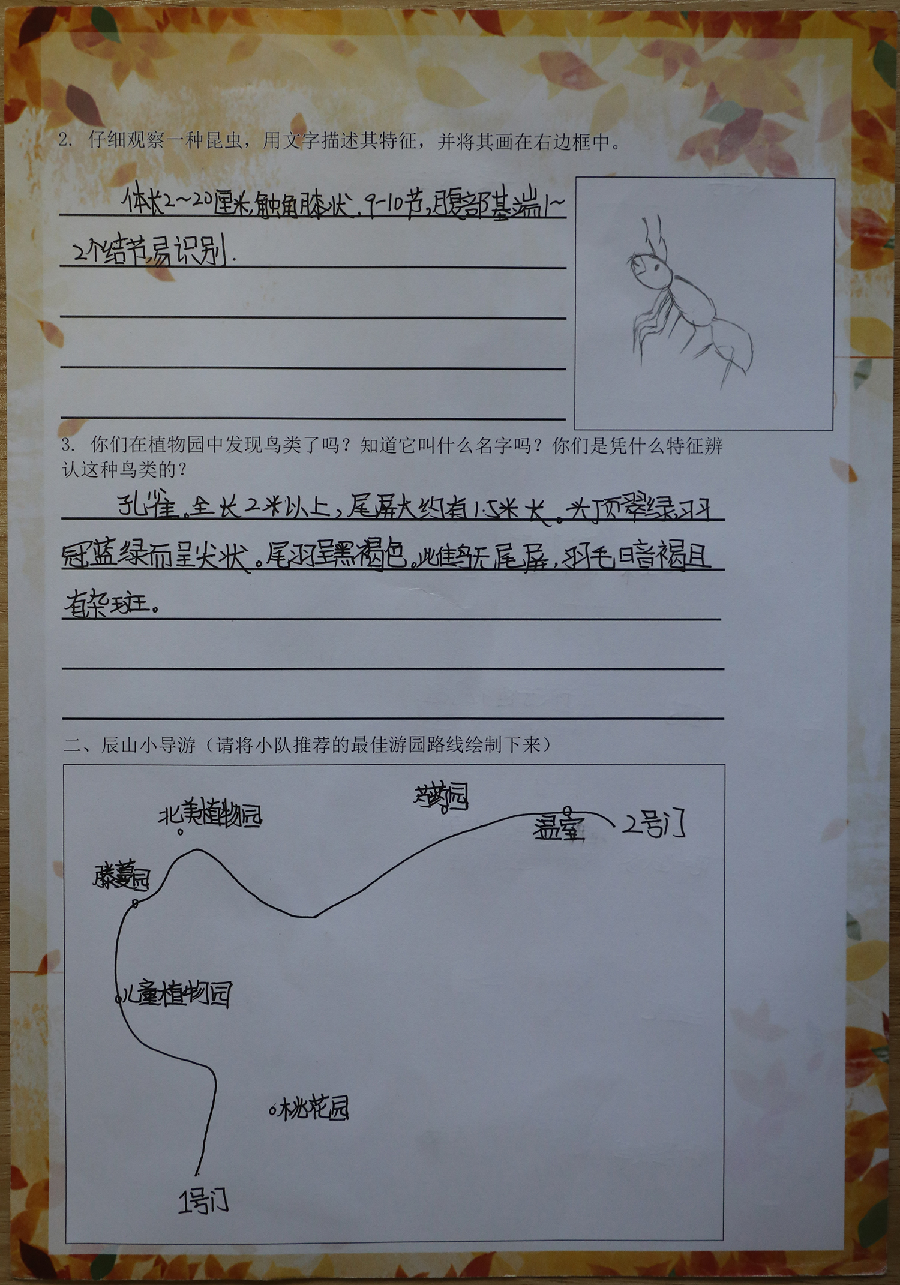 2. 仔细观察一种昆虫，用文字描述其特征，并将其画在右边框中。
体长2~20厘米,触角膝状,9-10节,腹部基端1~
2个结节,易识别.
3. 你们在植物园中发现鸟类了吗？知道它叫什么名字吗？你们是凭什么特征辨
认这种鸟类的？
孔雀。全长2米以上，尾屏大约有1.5米长。头顶翠绿,羽
冠蓝绿而呈尖状。尾羽呈黑褐色。雌鸟无尾屏，羽毛暗褐且
有杂斑。
二、辰山小导游（请将小队推荐的最佳游园路线绘制下来）
芍药园
北美植物园
温室
2号门
藤蔓园
儿童植物园
桃花园
1号门